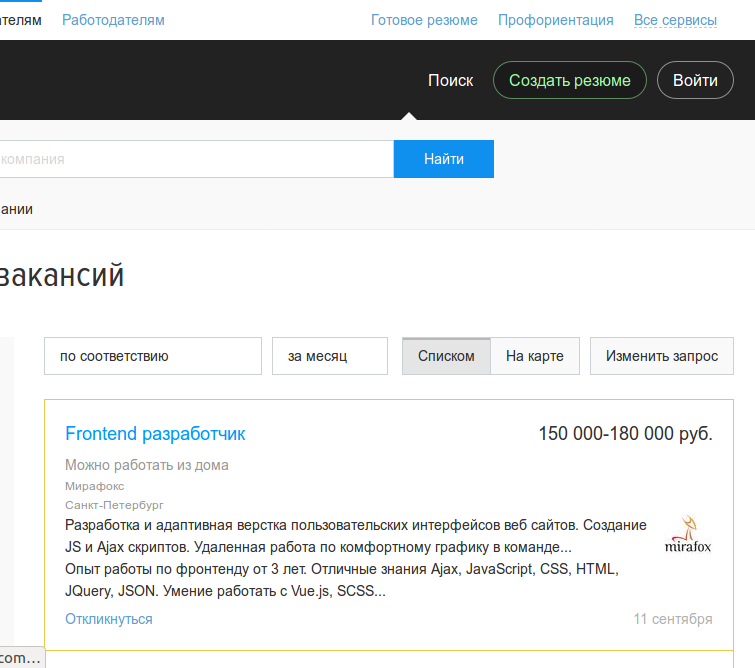 ателям Работодателям Готовое резюме Профориентация Все сервисы
Поиск Создать резюме Войти
компания Найти
ании
вакансий
по соответствию за месяц Списком На карте Изменить запрос
Frontend разработчик 150 000-180 000 руб.
Можно работать из дома
Мирафокс
Санкт-Петербург
Разработка и адаптивная верстка пользовательских интерфейсов веб сайтов. Создание
JS и Ajax скриптов. Удаленная работа по комфортному графику в команде...
mirafox
Опыт работы по фронтенду от 3 лет. Отличные знания Ajax, JavaScript, CSS, HTML,
JQuery, JSON. Умение работать с Vue.js, SCSS...
Откликнуться 11 сентября
com...